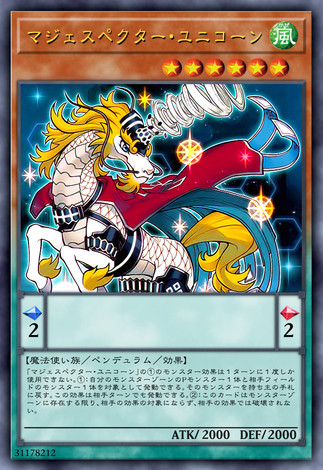 マジェスペクター・ユニコーン
風
2
2
【魔法使い族／ペンデュラム／効果】
「マジェスペクター・ユニコーン」の①のモンスター効果は１ターンに１度しか
使用できない。①：自分のモンスターゾーンのPモンスター１体と相手フィール
ドのモンスター１体を対象として発動できる。そのモンスターを持ち主の手札
に戻す。この効果は相手ターンでも発動できる。②：このカードはモンスターゾ
ーンに存在する限り、相手の効果の対象にならず、相手の効果では破壊されな
い。
ATK/ 2000 DEF/ 2000
31178212